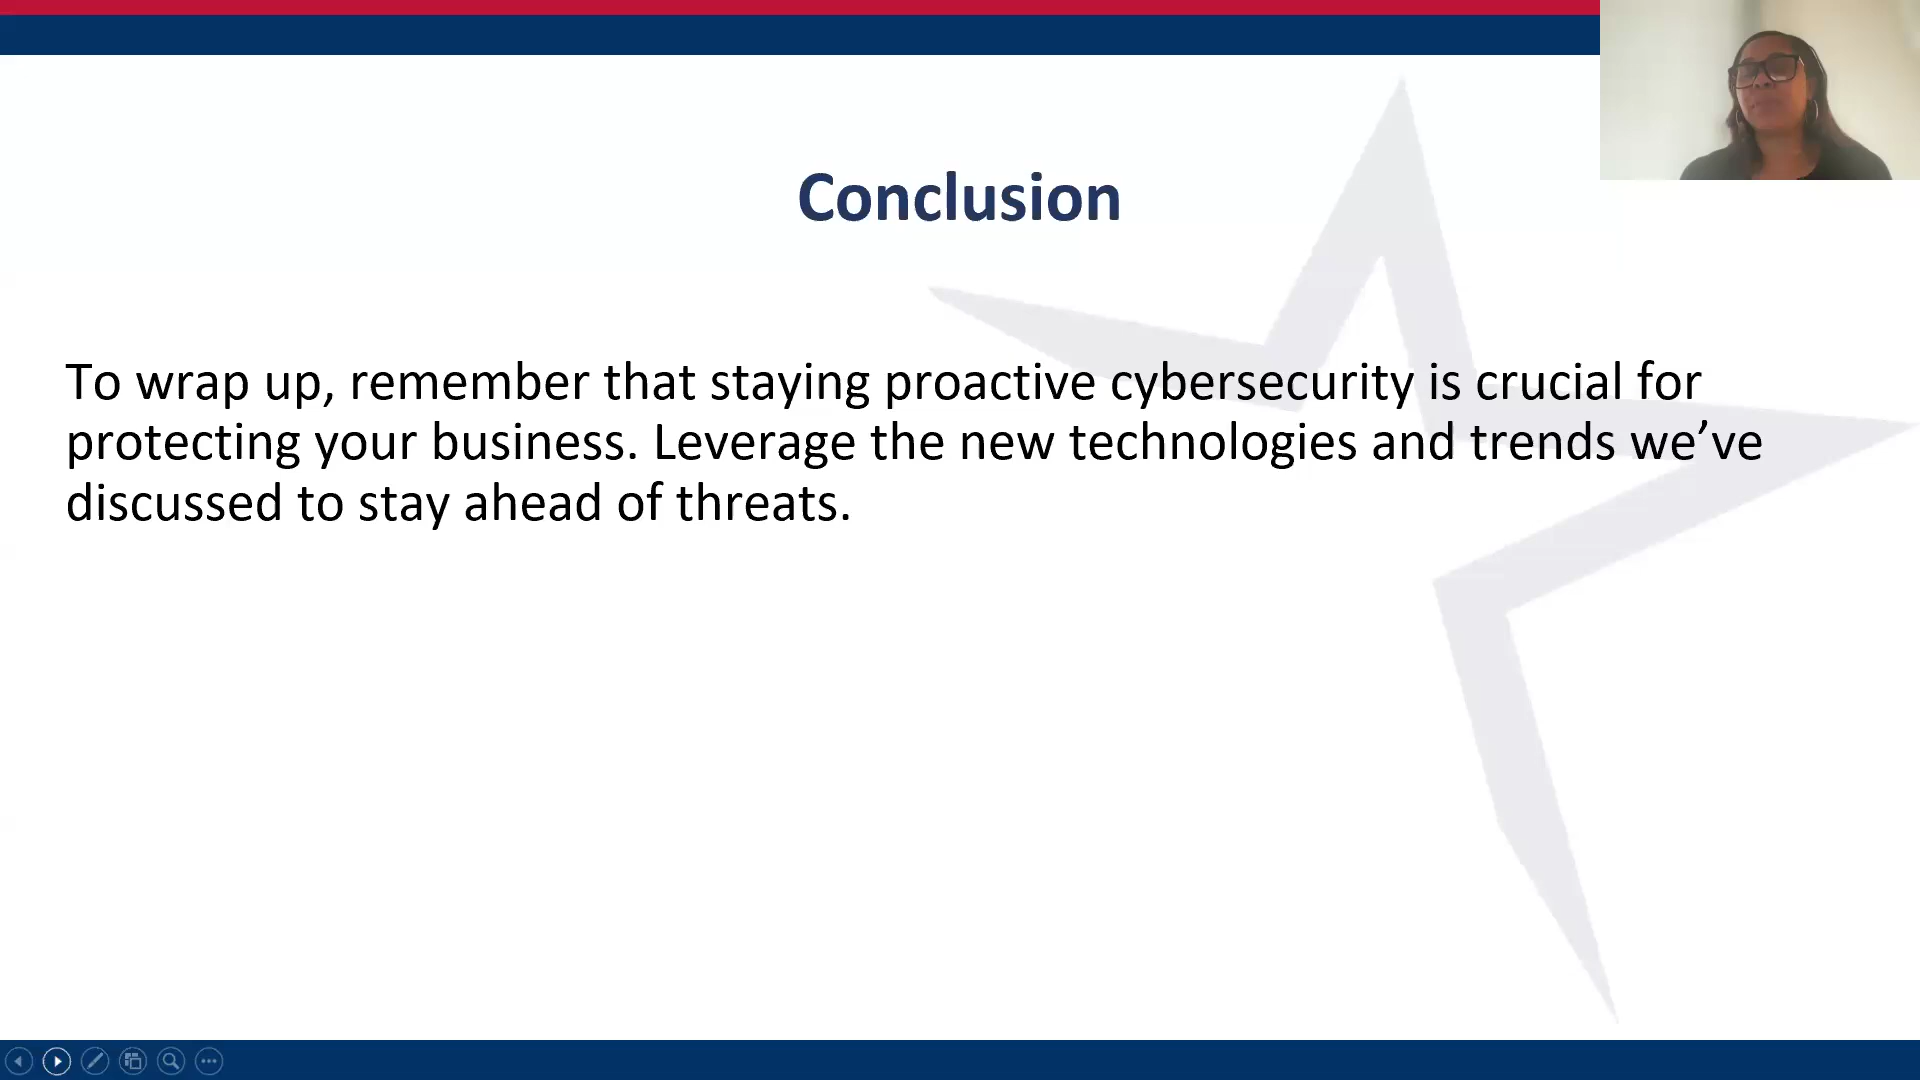 Conclusion
To wrap up, remember that staying proactive cybersecurity is crucial for
protecting your business. Leverage the new technologies and trends we’ve
discussed to stay ahead of threats.